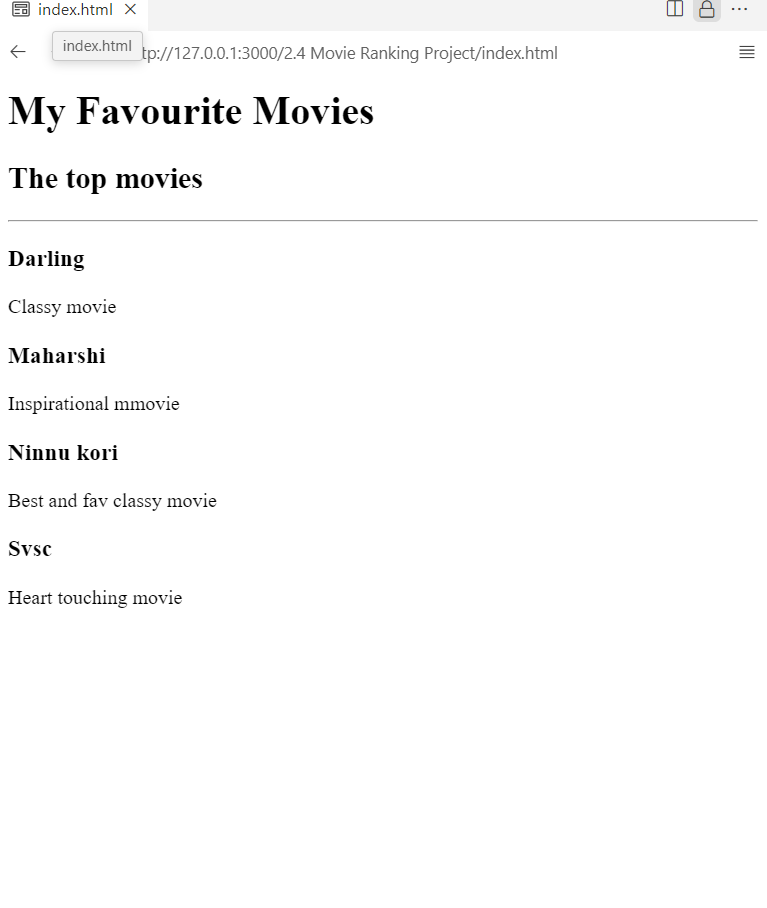 index.html
index.html
tp://127.0.0.1:3000/2.4 Movie Ranking Project/index.html
My Favourite Movies
The top movies
Darling
Classy movie
Maharshi
Inspirational mmovie
Ninnu kori
Best and fav classy movie
Svsc
Heart touching movie